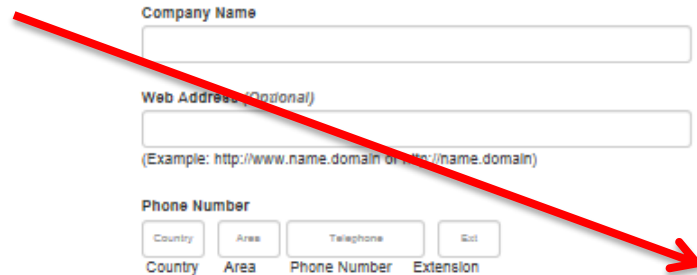 Company Name
Web Address (Optional)
(Example: http://www.name.domain or http://name.domain)
Phone Number
Country Area Telephone Ext
Country Area Phone Number Extension